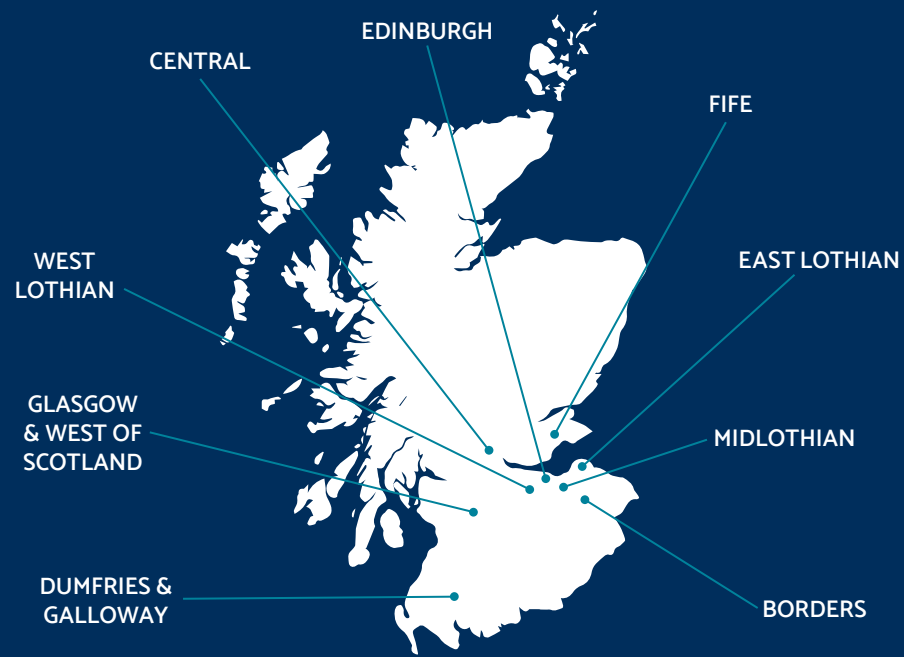 EDINBURGH
CENTRAL
FIFE
WEST
LOTHIAN
EAST LOTHIAN
GLASGOW
& WEST OF
SCOTLAND
MIDLOTHIAN
DUMFRIES &
GALLOWAY
BORDERS